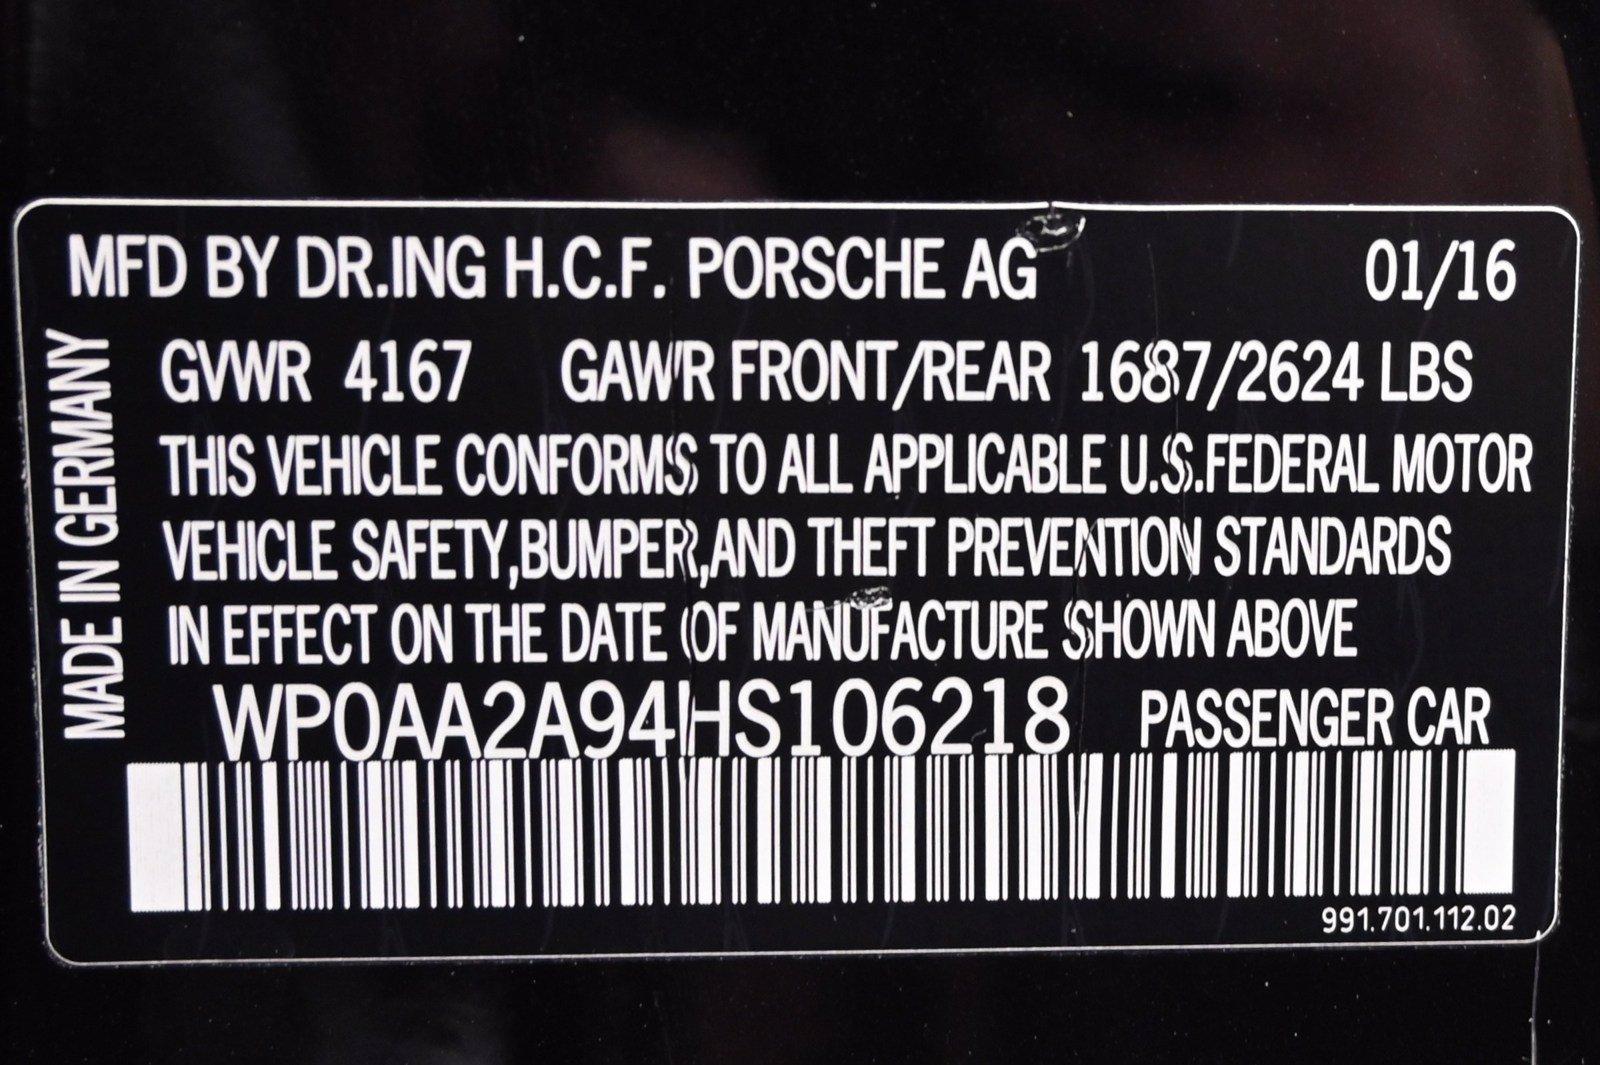 MFD BY DR.ING H.C.F. PORSCHE AG 01/16
MADE IN GERMANY
GVWR 4167 GAWR FRONT/REAR 1687/2624 LBS
THIS VEHICLE CONFORMS TO ALL APPLICABLE U.S.FEDERAL MOTOR
VEHICLE SAFETY,BUMPER,AND THEFT PREVENTION STANDARDS
IN EFFECT ON THE DATE OF MANUFACTURE SHOWN ABOVE
WP0AA2A94HS106218 PASSENGER CAR
991.701.112.02